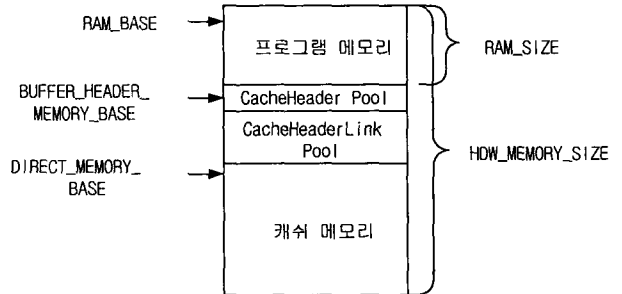 RAM_BASE
프로그램 메모리
RAM_SIZE
BUFFER_HEADER_
MEMORY_BASE
CacheHeader Pool
CacheHeaderLink
Pool
HDW_MEMORY_SIZE
DIRECT_MEMORY_
BASE
캐쉬 메모리